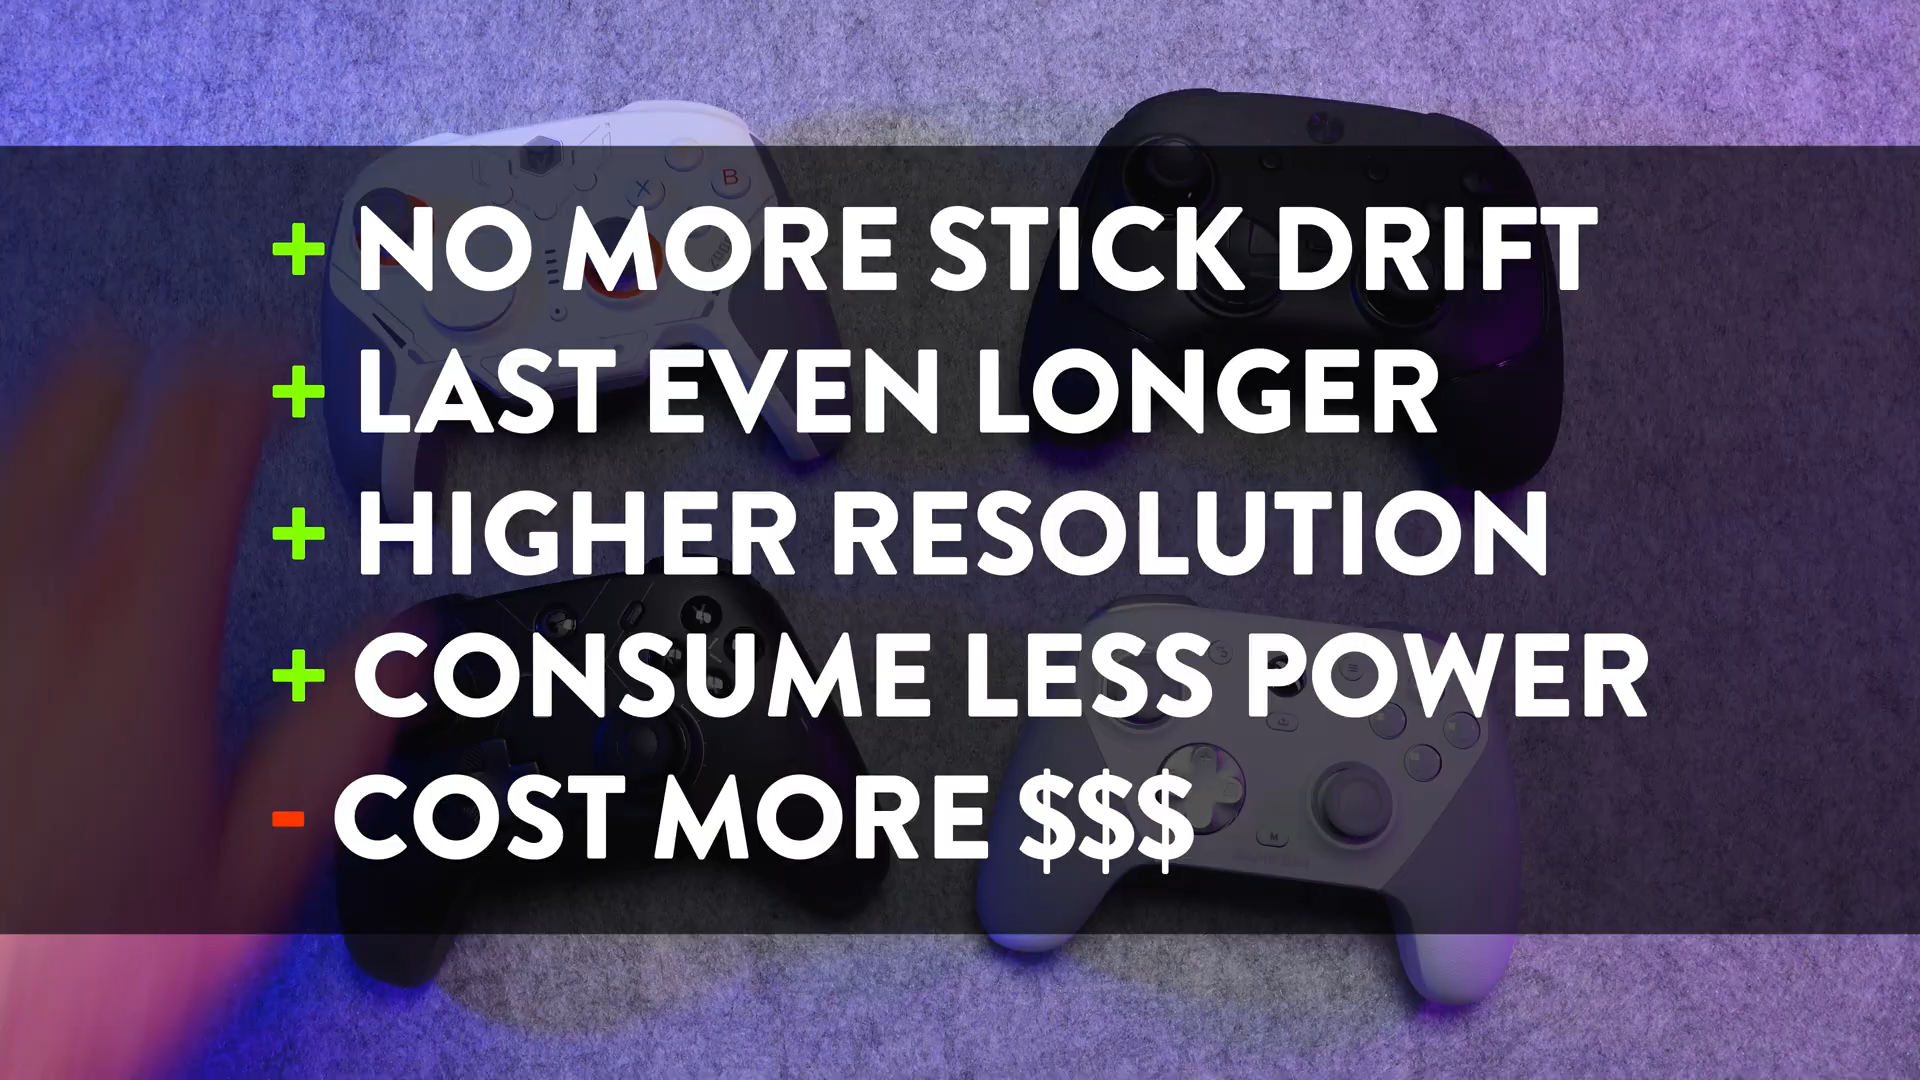 + NO MORE STICK DRIFT
+ LAST EVEN LONGER
+ HIGHER RESOLUTION
+ CONSUME LESS POWER
- COST MORE $$$
X
B
M